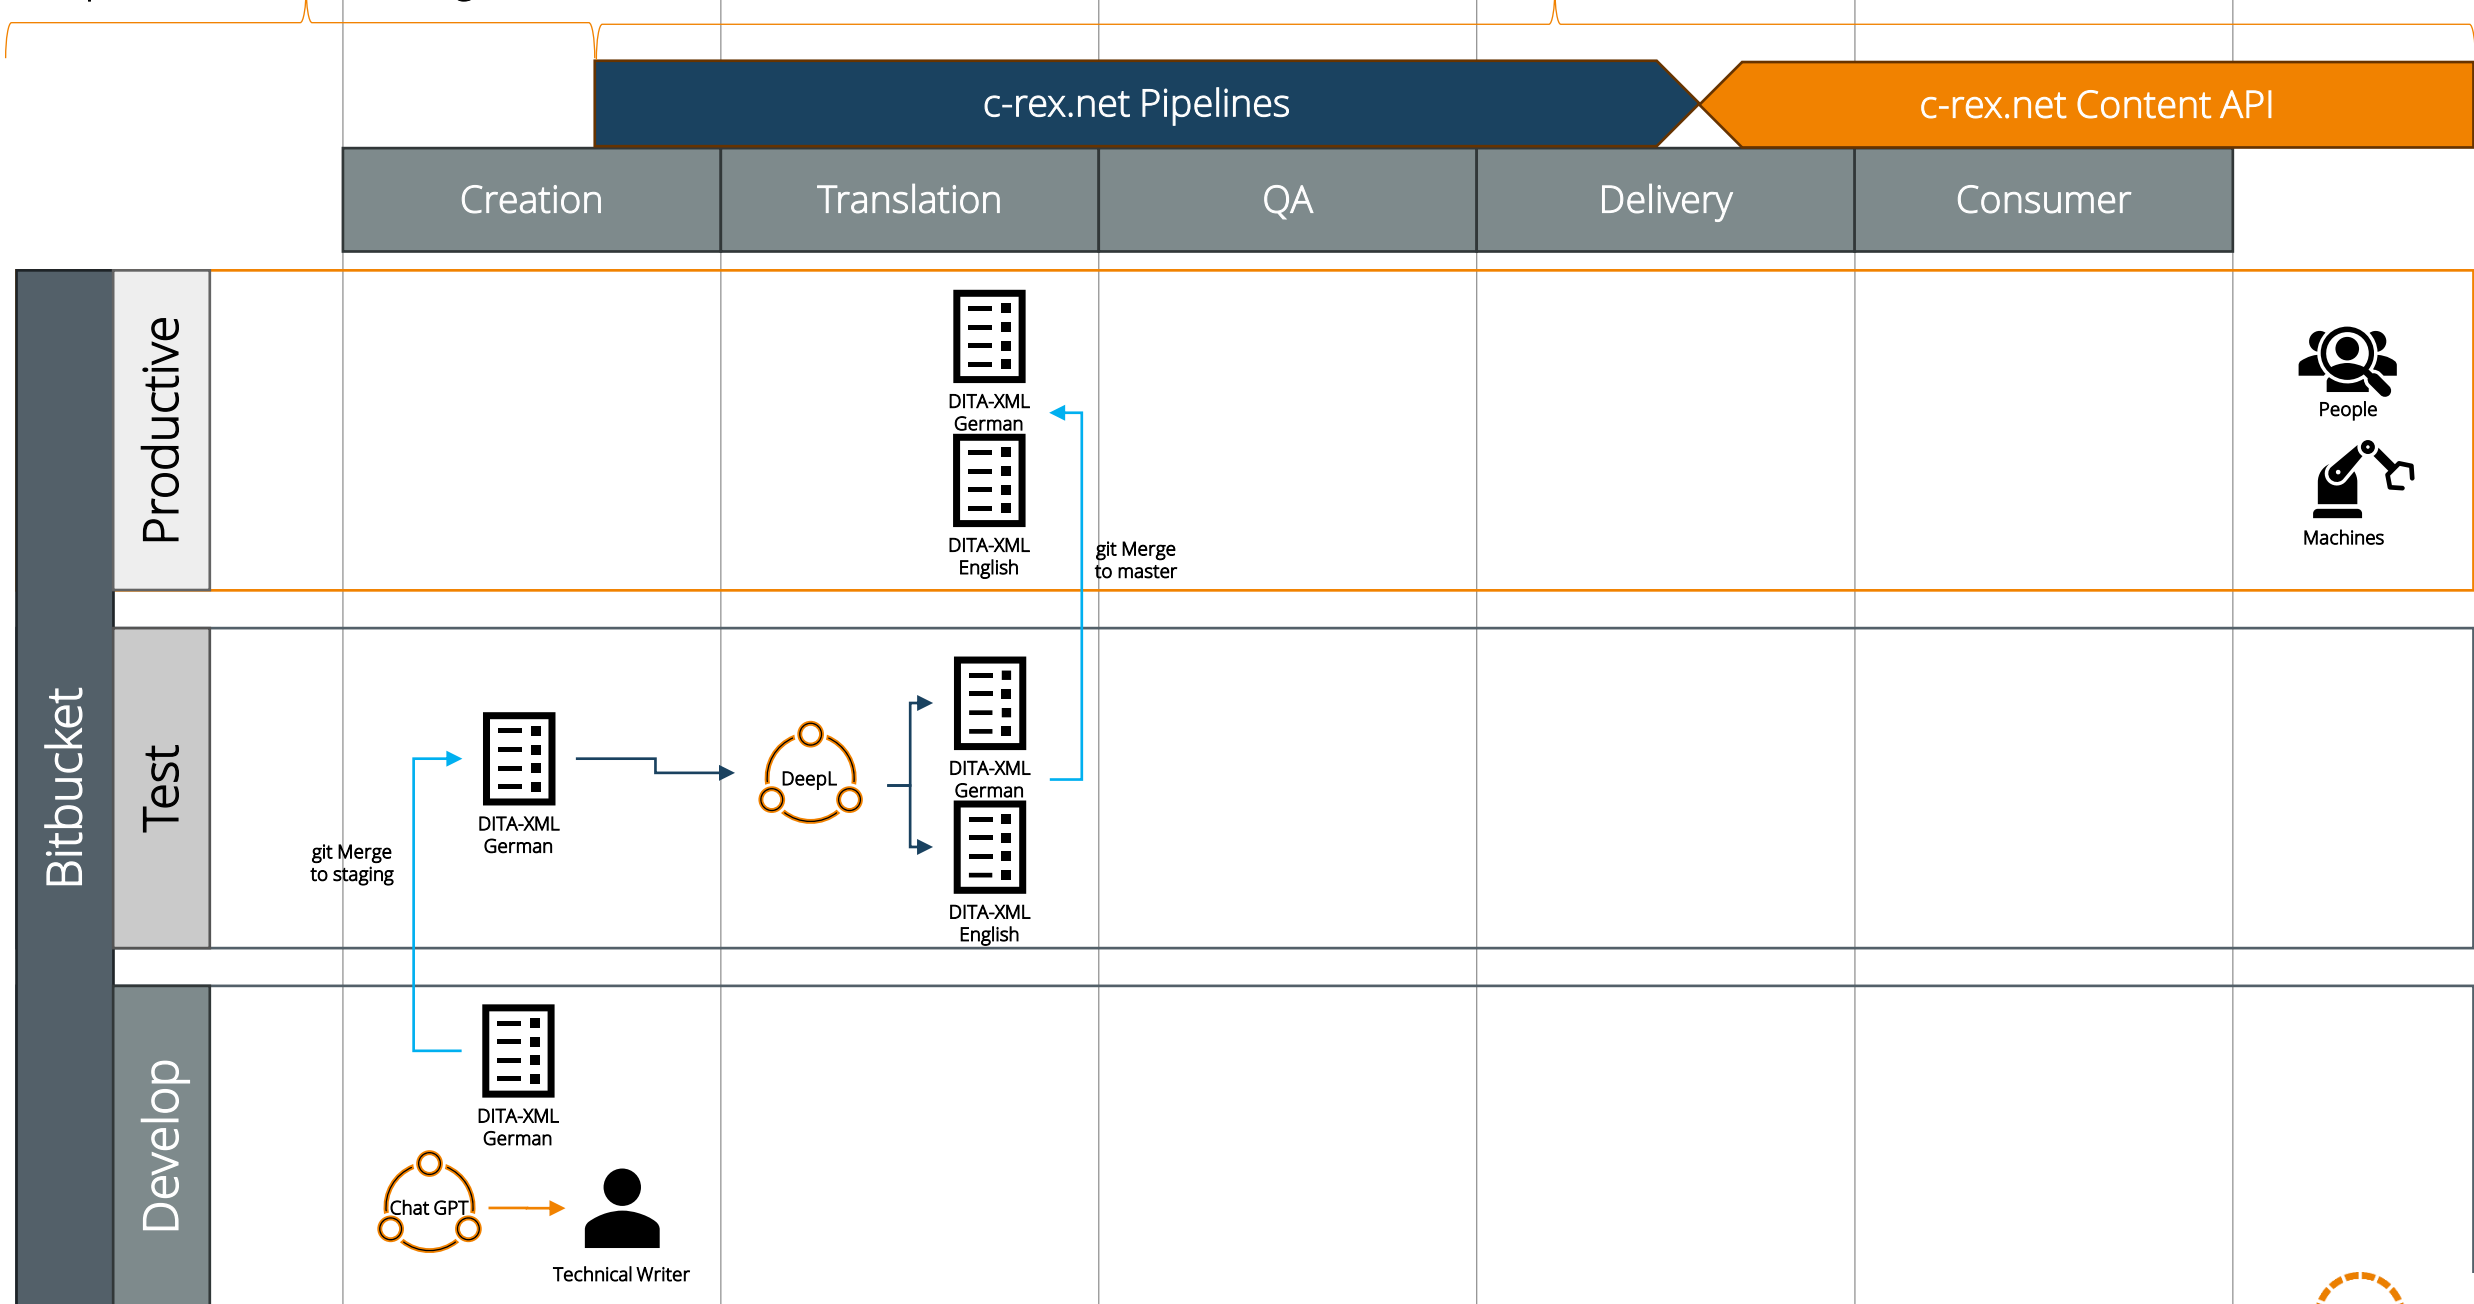 c-rex.net Pipelines
c-rex.net Content API
Creation
Translation
QA
Delivery
Consumer
Bitbucket
Productive
DITA-XML
German
DITA-XML
English
git Merge
to master
People
Machines
Test
DITA-XML
German
git Merge
to staging
DeepL
DITA-XML
German
DITA-XML
English
Develop
DITA-XML
German
Chat GPT
Technical Writer